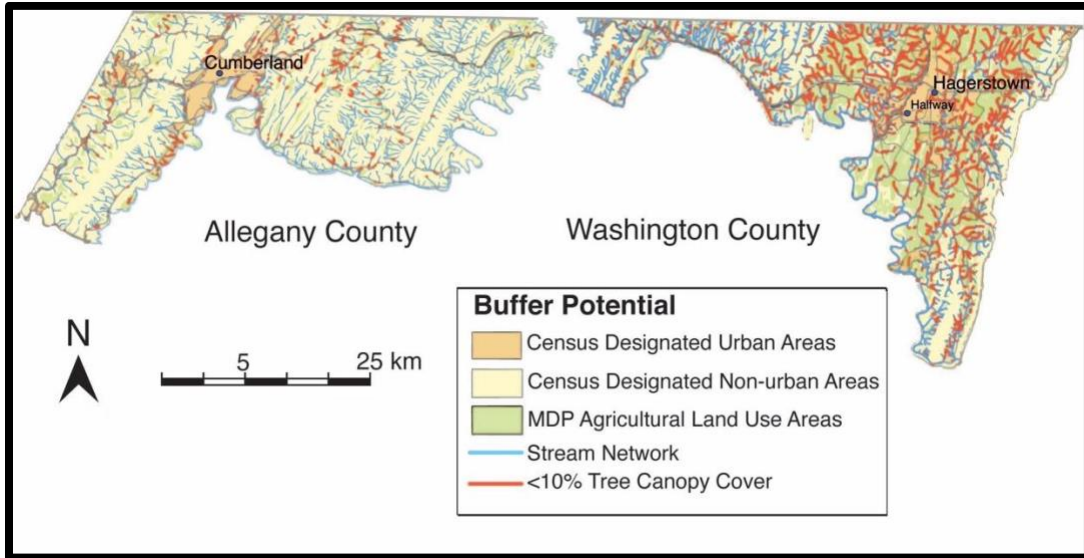 Cumberland
Hagerstown
Halfway
Allegany County
Washington County
N
5
25 km
Buffer Potential
Census Designated Urban Areas
Census Designated Non-urban Areas
MDP Agricultural Land Use Areas
Stream Network
<10% Tree Canopy Cover